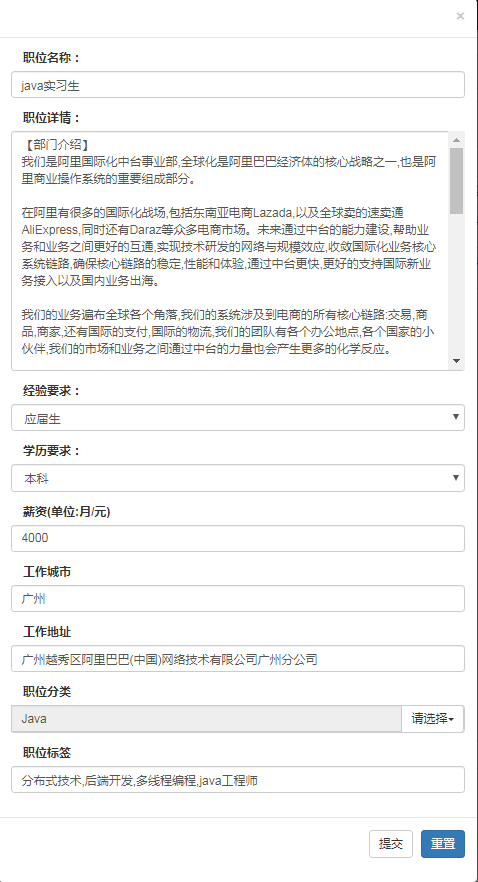 ×
职位名称：
java实习生
职位详情：
【部门介绍】
我们是阿里国际化中台事业部,全球化是阿里巴巴经济体的核心战略之一,也是阿
里商业操作系统的重要组成部分。
在阿里有很多的国际化战场,包括东南亚电商Lazada,以及全球卖的速卖通
AliExpress,同时还有Daraz等众多电商市场。未来通过中台的能力建设,帮助业
务和业务之间更好的互通,实现技术研发的网络与规模效应,收敛国际化业务核心
系统链路,确保核心链路的稳定,性能和体验,通过中台更快,更好的支持国际新业
务接入以及国内业务出海。
我们的业务遍布全球各个角落,我们的系统涉及到电商的所有核心链路:交易,商
品,商家,还有国际的支付,国际的物流,我们的团队有各个办公地点,各个国家的小
伙伴,我们的市场和业务之间通过中台的力量也会产生更多的化学反应。
经验要求：
应届生
学历要求：
本科
薪资(单位:月/元)
4000
工作城市
广州
工作地址
广州越秀区阿里巴巴(中国)网络技术有限公司广州分公司
职位分类
Java 请选择
职位标签
分布式技术,后端开发,多线程编程,java工程师
提交 重置